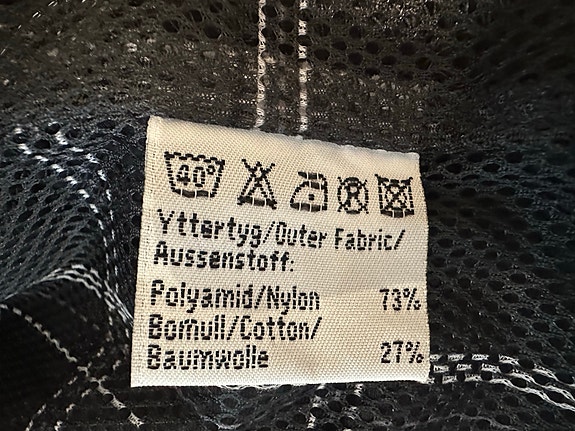 40°
Yttertyg/Outer Fabric/
Aussenstoff:
Polyamid/Nylon 73%
Bomull/Cotton/
Baumwolle 27%